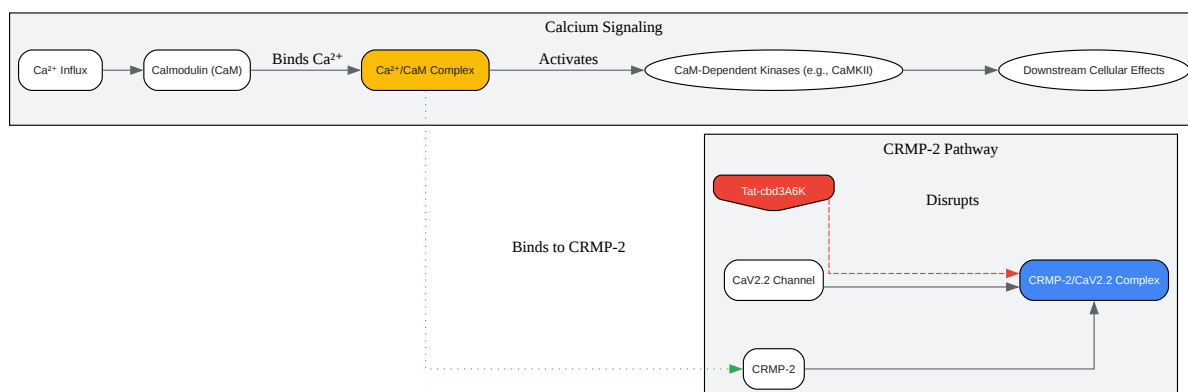 Calcium Signaling
Ca²⁺ Influx
Calmodulin (CaM)
Binds Ca²⁺
Ca²⁺/CaM Complex
Activates
CaM-Dependent Kinases (e.g., CaMKII)
Downstream Cellular Effects
CRMP-2 Pathway
Tat-cbd3A6K
Disrupts
Binds to CRMP-2
CaV2.2 Channel
CRMP-2/CaV2.2 Complex
CRMP-2